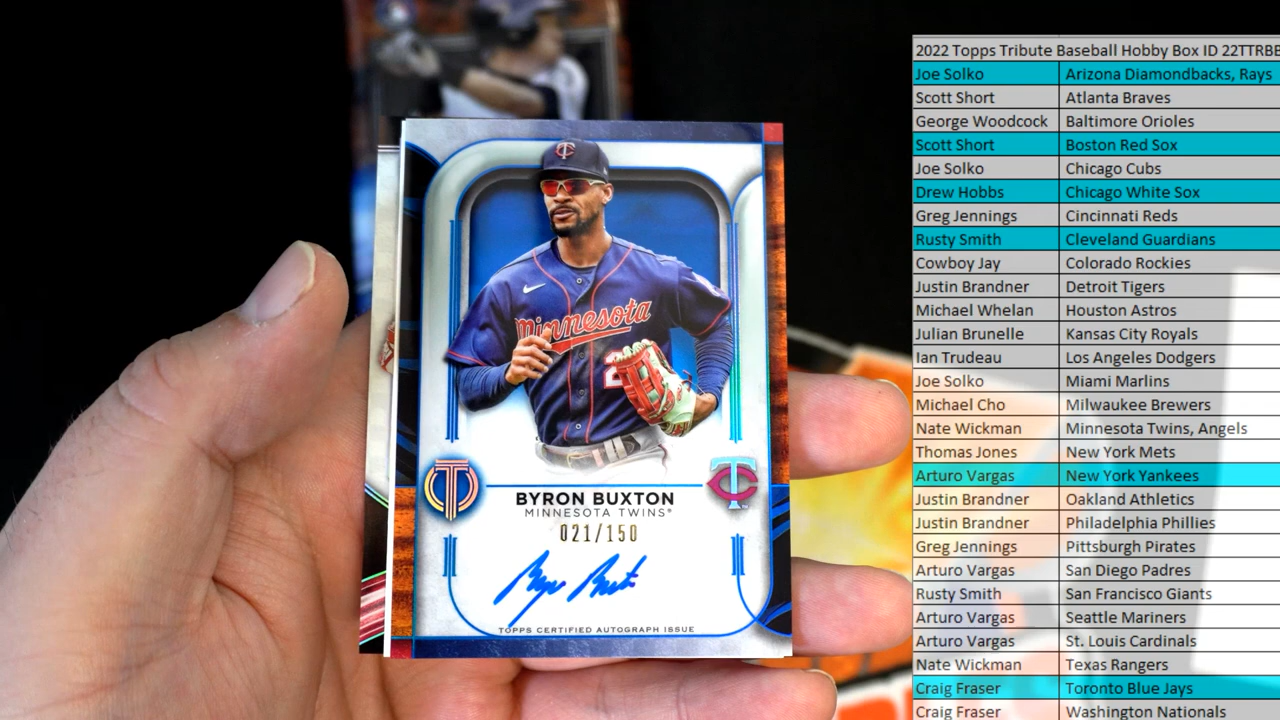 Minnesota
BYRON BUXTON
MINNESOTA TWINS®
021/150
TOPPS CERTIFIED AUTOGRAPH ISSUE
2022 Topps Tribute Baseball Hobby Box ID 22TTRBB
Joe Solko Arizona Diamondbacks, Rays
Scott Short Atlanta Braves
George Woodcock Baltimore Orioles
Scott Short Boston Red Sox
Joe Solko Chicago Cubs
Drew Hobbs Chicago White Sox
Greg Jennings Cincinnati Reds
Rusty Smith Cleveland Guardians
Cowboy Jay Colorado Rockies
Justin Brandner Detroit Tigers
Michael Whelan Houston Astros
Julian Brunelle Kansas City Royals
Ian Trudeau Los Angeles Dodgers
Joe Solko Miami Marlins
Michael Cho Milwaukee Brewers
Nate Wickman Minnesota Twins, Angels
Thomas Jones New York Mets
Arturo Vargas New York Yankees
Justin Brandner Oakland Athletics
Justin Brandner Philadelphia Phillies
Greg Jennings Pittsburgh Pirates
Arturo Vargas San Diego Padres
Rusty Smith San Francisco Giants
Arturo Vargas Seattle Mariners
Arturo Vargas St. Louis Cardinals
Nate Wickman Texas Rangers
Craig Fraser Toronto Blue Jays
Craig Fraser Washington Nationals